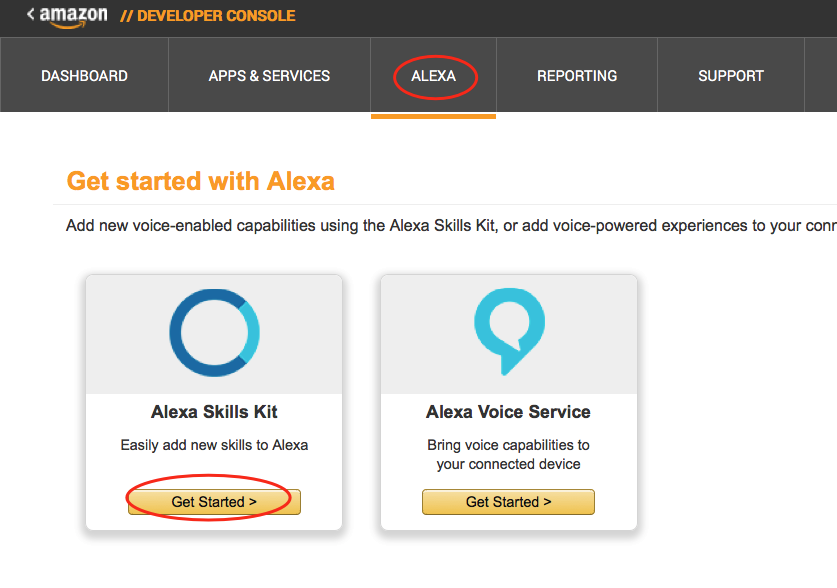 < amazon // DEVELOPER CONSOLE
DASHBOARD APPS & SERVICES ALEXA REPORTING SUPPORT
Get started with Alexa
Add new voice-enabled capabilities using the Alexa Skills Kit, or add voice-powered experiences to your conn
Alexa Skills Kit
Easily add new skills to Alexa
Get Started >
Alexa Voice Service
Bring voice capabilities to
your connected device
Get Started >